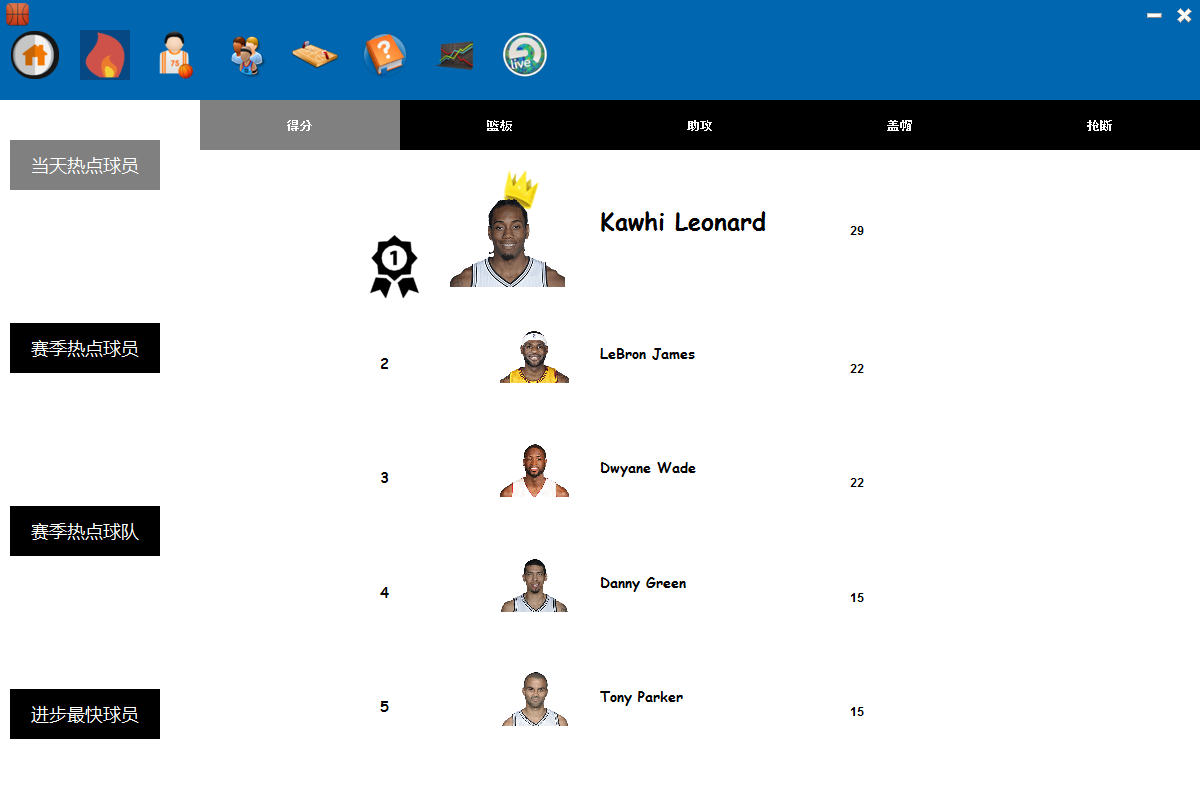 75
?
live
得分 篮板 助攻 盖帽 抢断
当天热点球员
赛季热点球员
赛季热点球队
进步最快球员
1 Kawhi Leonard 29
2 LeBron James 22
3 Dwyane Wade 22
4 Danny Green 15
5 Tony Parker 15